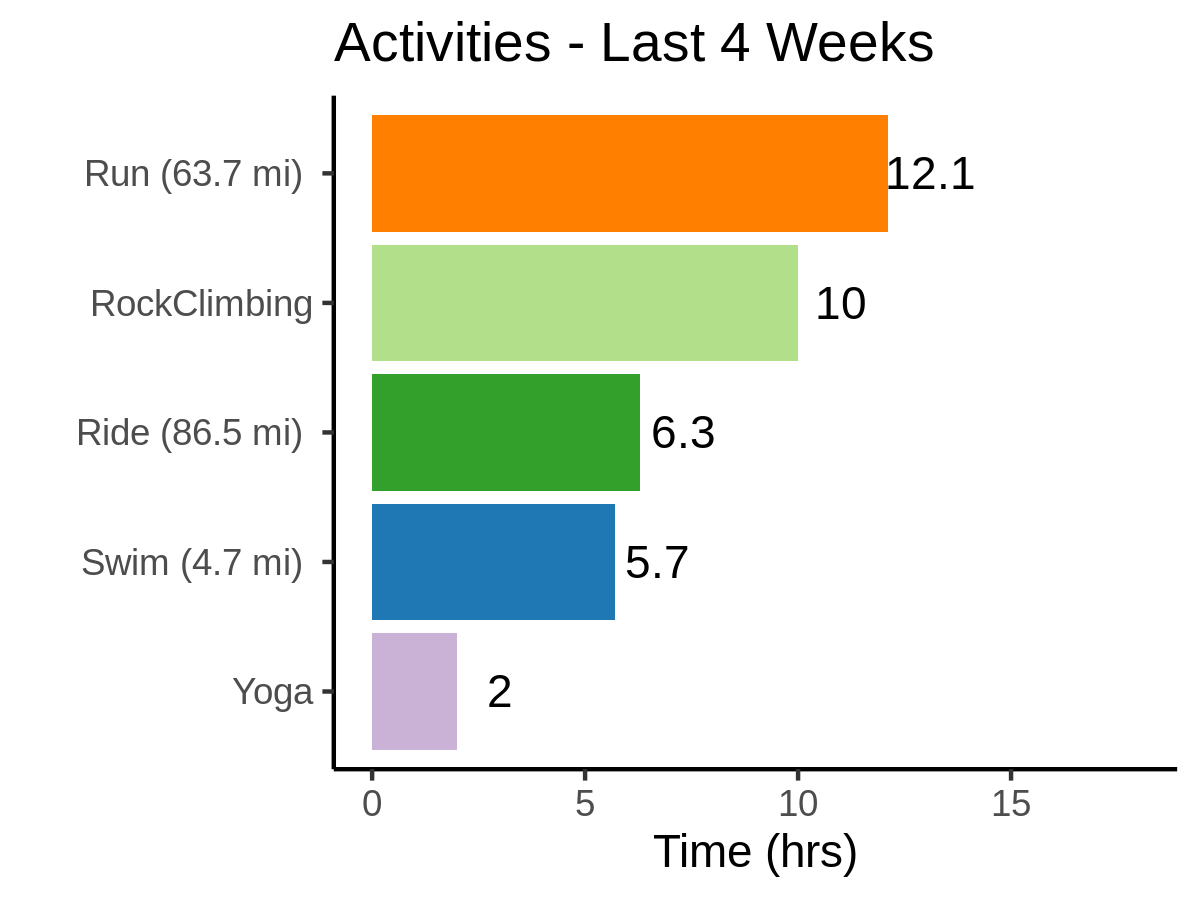 Activities - Last 4 Weeks
Run (63.7 mi)
12.1
RockClimbing
10
Ride (86.5 mi)
6.3
Swim (4.7 mi)
5.7
Yoga
2
0 5 10 15
Time (hrs)